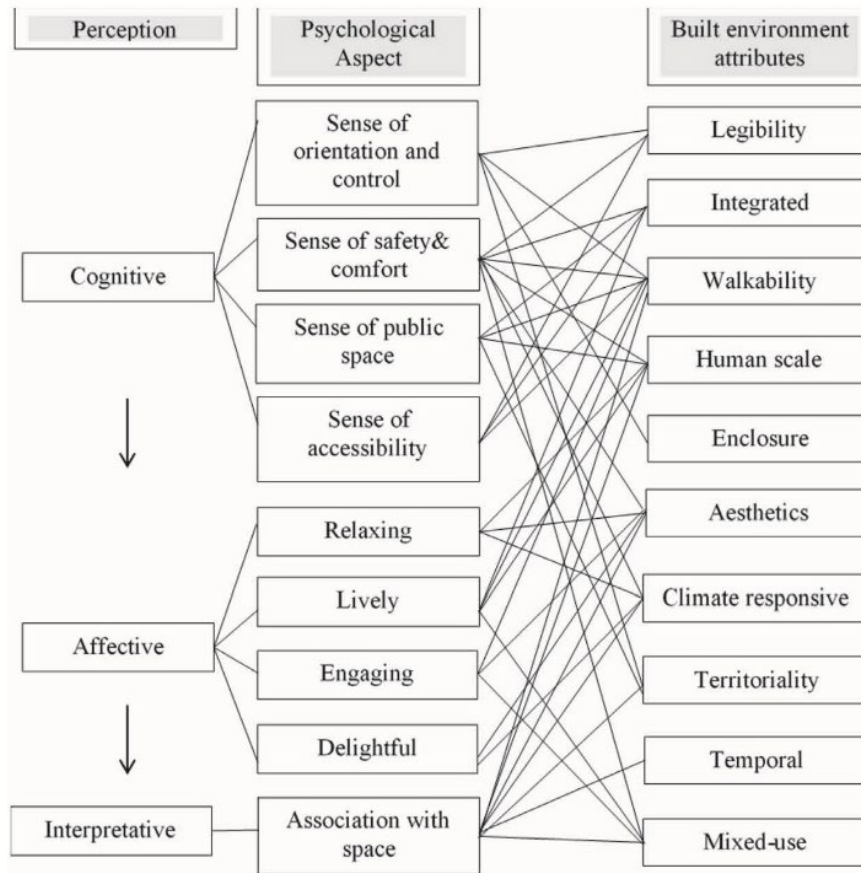 Perception
Psychological
Aspect
Built environment
attributes
Cognitive
Affective
Interpretative
Sense of
orientation and
control
Sense of safety&
comfort
Sense of public
space
Sense of
accessibility
Relaxing
Lively
Engaging
Delightful
Association with
space
Legibility
Integrated
Walkability
Human scale
Enclosure
Aesthetics
Climate responsive
Territoriality
Temporal
Mixed-use